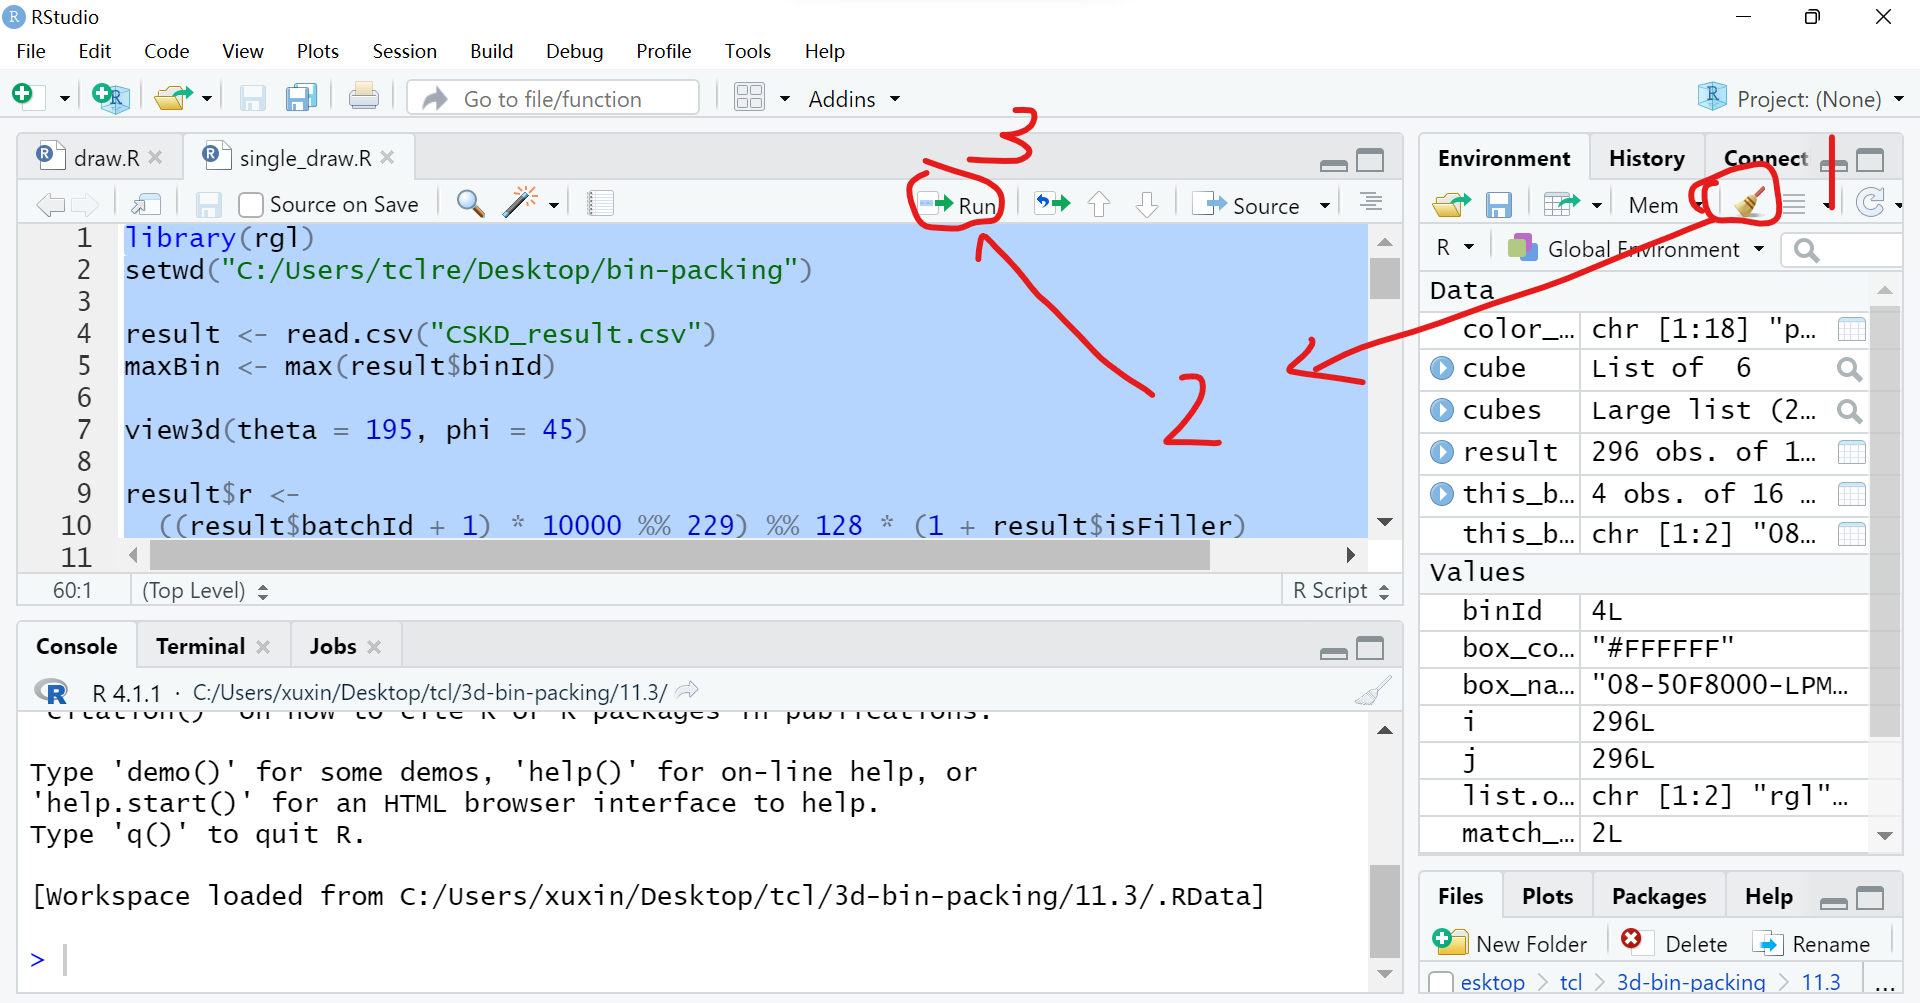 RStudio
File Edit Code View Plots Session Build Debug Profile Tools Help
Go to file/function Addins Project: (None)
3
draw.R single_draw.R
Source on Save Run Source
1 library(rgl)
2 setwd("C:/Users/tclre/Desktop/bin-packing")
3
4 result <- read.csv("CSKD_result.csv")
5 maxBin <- max(result$binId)
6
7 view3d(theta = 195, phi = 45)
8
9 result$r <-
10 ((result$batchId + 1) * 10000 %% 229) %% 128 * (1 + result$isFiller)
11
2
60:1 (Top Level) R Script
Console Terminal Jobs
R 4.1.1 · C:/Users/xuxin/Desktop/tcl/3d-bin-packing/11.3/
'citation()' on how to cite R or R packages in publications.
Type 'demo()' for some demos, 'help()' for on-line help, or
'help.start()' for an HTML browser interface to help.
Type 'q()' to quit R.
[Workspace loaded from C:/Users/xuxin/Desktop/tcl/3d-bin-packing/11.3/.RData]
>
Environment History Connect
1
Mem
R Global Environment
Data
color_... chr [1:18] "p...
cube List of 6
cubes Large list (2...
result 296 obs. of 1...
this_b... 4 obs. of 16 ...
this_b... chr [1:2] "08...
Values
binId 4L
box_co... "#FFFFFF"
box_na... "08-50F8000-LPM...
i 296L
j 296L
list.o... chr [1:2] "rgl"...
match_... 2L
Files Plots Packages Help
New Folder Delete Rename
esktop > tcl > 3d-bin-packing > 11.3 ...